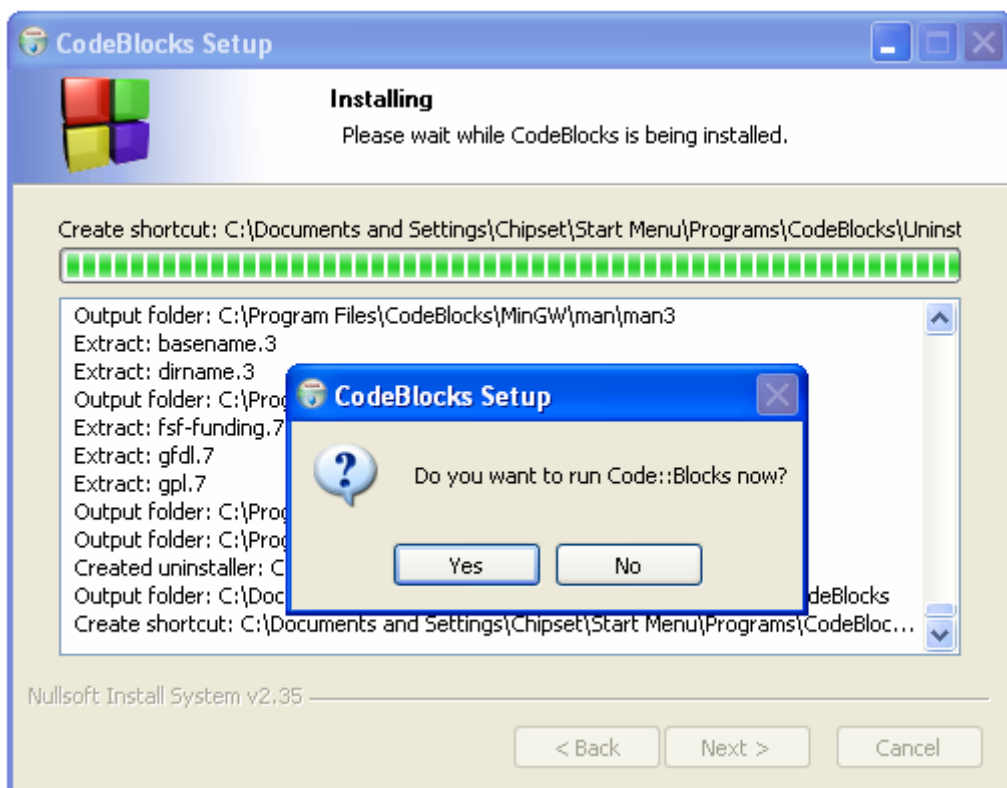 CodeBlocks Setup
Installing
Please wait while CodeBlocks is being installed.
Create shortcut: C:\Documents and Settings\Chipset\Start Menu\Programs\CodeBlocks\Uninst
Output folder: C:\Program Files\CodeBlocks\MinGW\man\man3
Extract: basename.3
Extract: dirname.3
Output folder: C:\Prog
Extract: fsf-funding.7
Extract: gfdl.7
Extract: gpl.7
Output folder: C:\Prog
Output folder: C:\Prog
Created uninstaller: C
Output folder: C:\Doc deBlocks
Create shortcut: C:\Documents and Settings\Chipset\Start Menu\Programs\CodeBloc...
CodeBlocks Setup
Do you want to run Code::Blocks now?
Yes No
Nullsoft Install System v2.35
< Back Next > Cancel